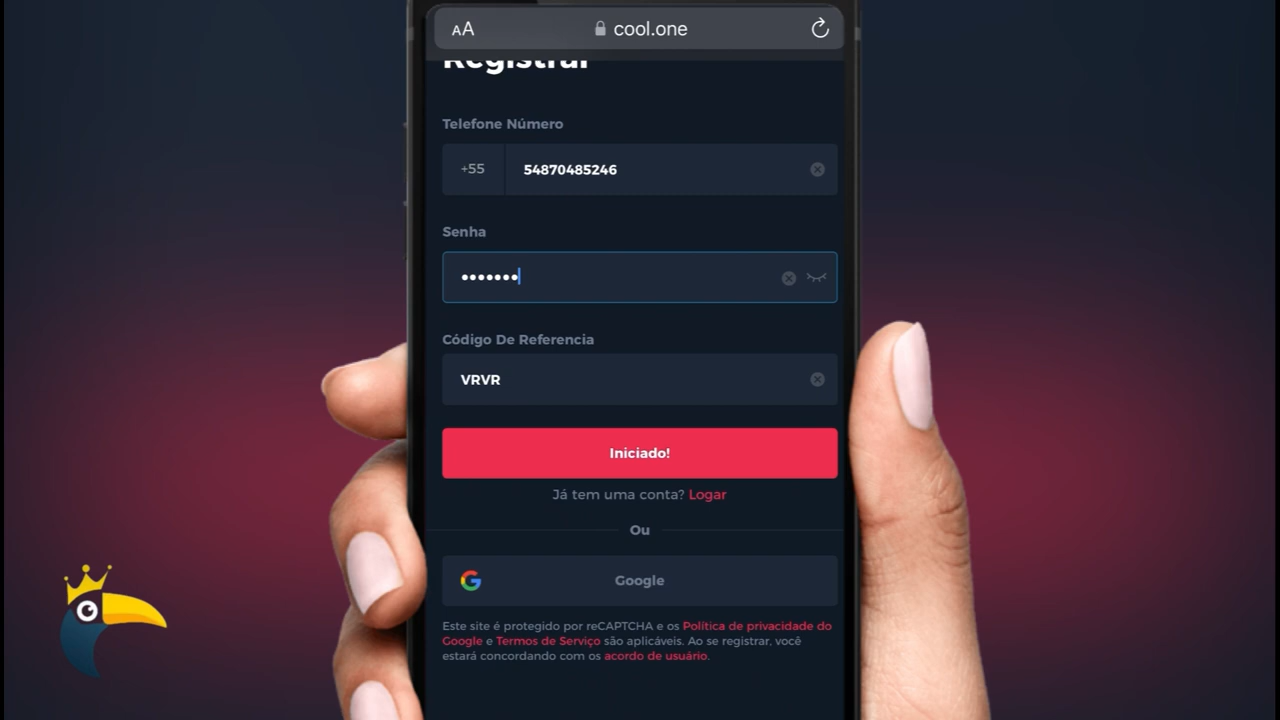 AA cool.one
Registrar
Telefone Número
+55 54870485246
Senha
•••••••
Código De Referencia
VRVR
Iniciado!
Já tem uma conta? Logar
Ou
Google
Este site é protegido por reCAPTCHA e os Política de privacidade do
Google e Termos de Serviço são aplicáveis. Ao se registrar, você
estará concordando com os acordo de usuário.